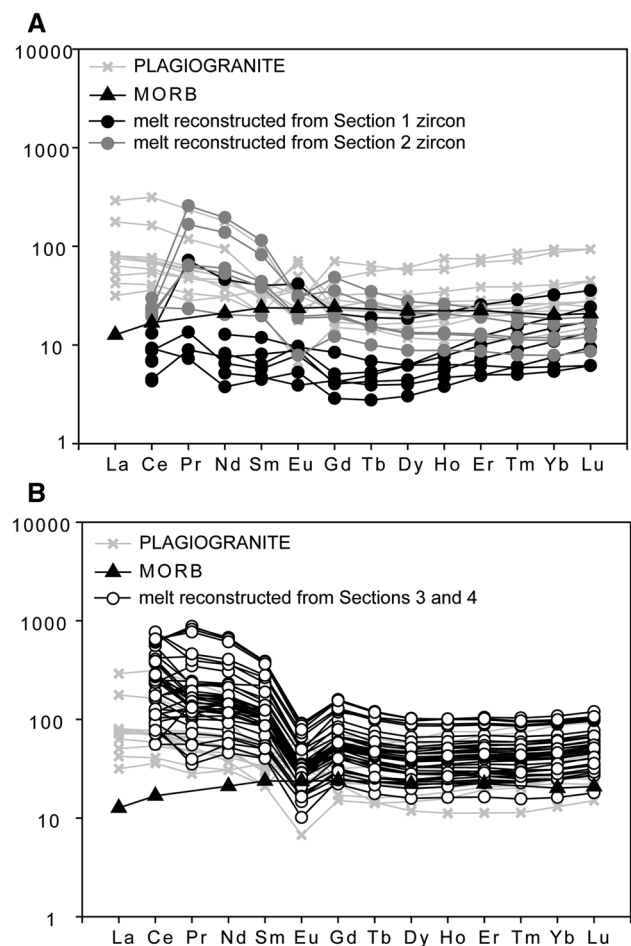 A
10000
1000
100
10
1
PLAGIOGRANITE
MORB
melt reconstructed from Section 1 zircon
melt reconstructed from Section 2 zircon
La Ce Pr Nd Sm Eu Gd Tb Dy Ho Er Tm Yb Lu
B
10000
1000
100
10
1
PLAGIOGRANITE
MORB
melt reconstructed from Sections 3 and 4
La Ce Pr Nd Sm Eu Gd Tb Dy Ho Er Tm Yb Lu